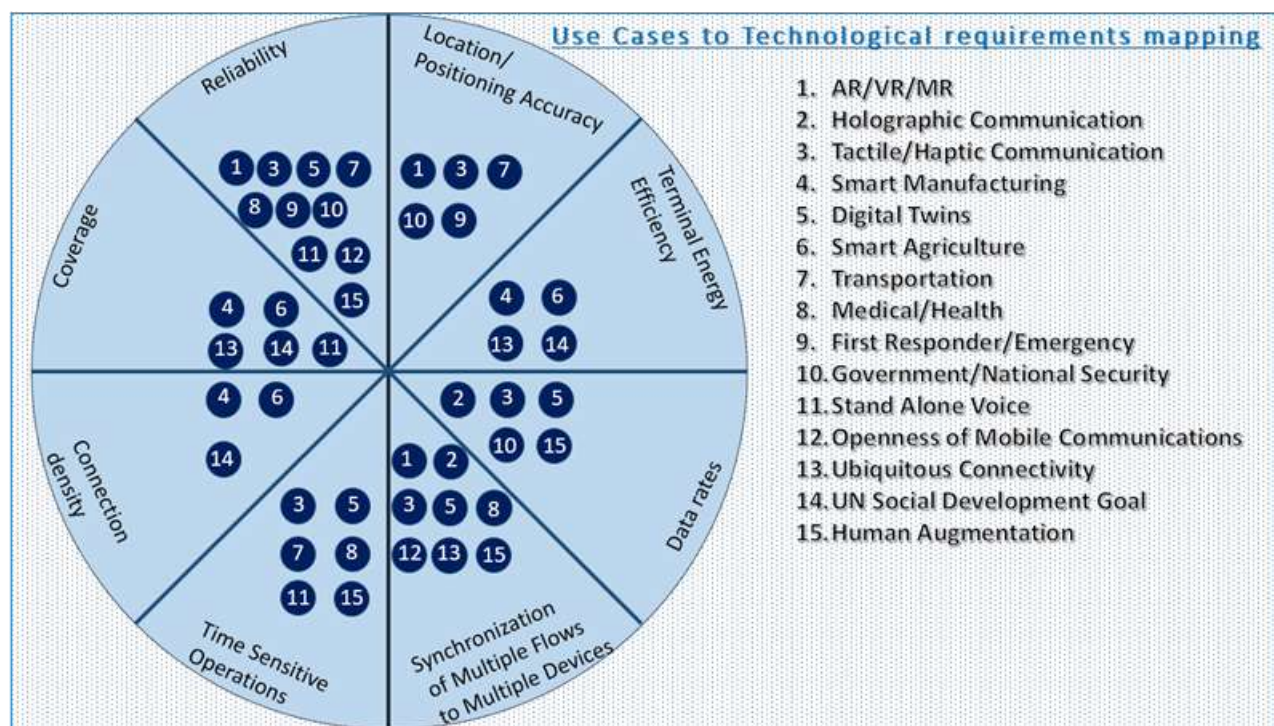 Use Cases to Technological requirements mapping
Reliability
Location/
Positioning Accuracy
Terminal Energy
Efficiency
Coverage
Connection
density
Time Sensitive
Operations
Synchronization
of Multiple Flows
to Multiple Devices
Data rates
1 3 5 7
8 9 10
11 12
15
1 3 7
10 9
4 6
13 14
4 6
13 14 11
4 6
14
2 3 5
10 15
1 2
3 5 8
12 13 15
3 5
7 8
11 15
1. AR/VR/MR
2. Holographic Communication
3. Tactile/Haptic Communication
4. Smart Manufacturing
5. Digital Twins
6. Smart Agriculture
7. Transportation
8. Medical/Health
9. First Responder/Emergency
10. Government/National Security
11. Stand Alone Voice
12. Openness of Mobile Communications
13. Ubiquitous Connectivity
14. UN Social Development Goal
15. Human Augmentation